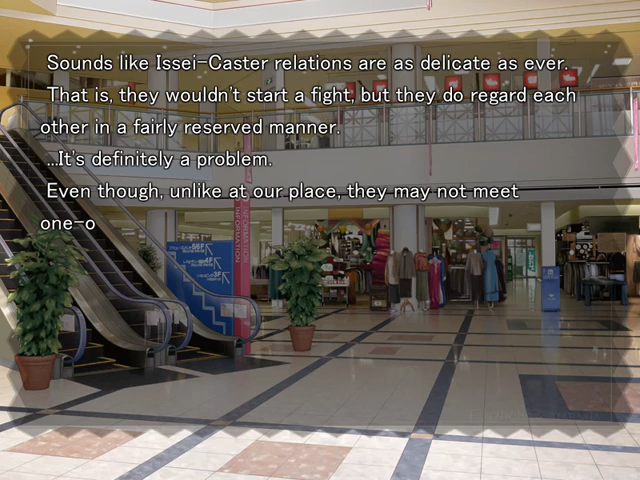 Sounds like Issei-Caster relations are as delicate as ever.
That is, they wouldn't start a fight, but they do regard each
other in a fairly reserved manner.
...It's definitely a problem.
Even though, unlike at our place, they may not meet
one-o
INFORMATION